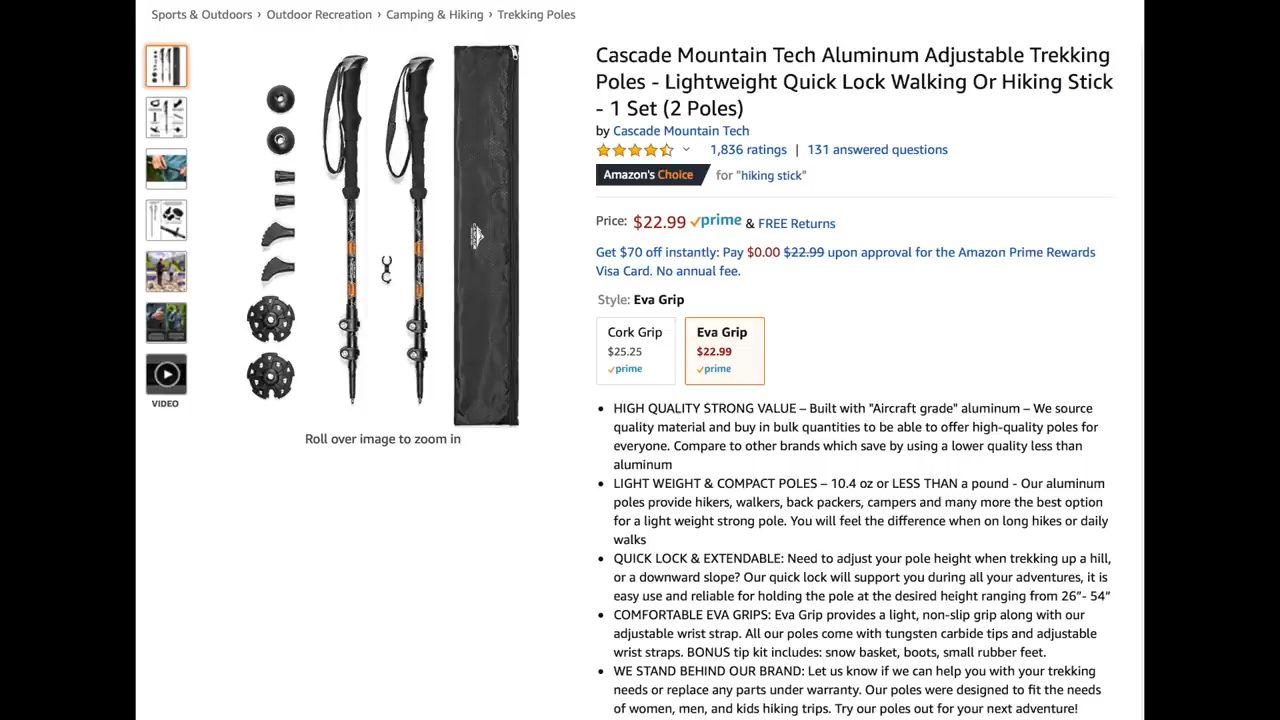 Sports & Outdoors › Outdoor Recreation › Camping & Hiking › Trekking Poles
Cascade Mountain Tech Aluminum Adjustable Trekking
Poles - Lightweight Quick Lock Walking Or Hiking Stick
- 1 Set (2 Poles)
by Cascade Mountain Tech
1,836 ratings | 131 answered questions
Amazon's Choice for "hiking stick"
Price: $22.99 prime & FREE Returns
Get $70 off instantly: Pay $0.00 $22.99 upon approval for the Amazon Prime Rewards
Visa Card. No annual fee.
Style: Eva Grip
Cork Grip Eva Grip
$25.25 $22.99
prime prime
VIDEO
Roll over image to zoom in
• HIGH QUALITY STRONG VALUE – Built with "Aircraft grade" aluminum – We source
quality material and buy in bulk quantities to be able to offer high-quality poles for
everyone. Compare to other brands which save by using a lower quality less than
aluminum
• LIGHT WEIGHT & COMPACT POLES – 10.4 oz or LESS THAN a pound - Our aluminum
poles provide hikers, walkers, back packers, campers and many more the best option
for a light weight strong pole. You will feel the difference when on long hikes or daily
walks
• QUICK LOCK & EXTENDABLE: Need to adjust your pole height when trekking up a hill,
or a downward slope? Our quick lock will support you during all your adventures, it is
easy use and reliable for holding the pole at the desired height ranging from 26”- 54”
• COMFORTABLE EVA GRIPS: Eva Grip provides a light, non-slip grip along with our
adjustable wrist strap. All our poles come with tungsten carbide tips and adjustable
wrist straps. BONUS tip kit includes: snow basket, boots, small rubber feet.
• WE STAND BEHIND OUR BRAND: Let us know if we can help you with your trekking
needs or replace any parts under warranty. Our poles were designed to fit the needs
of women, men, and kids hiking trips. Try our poles out for your next adventure!